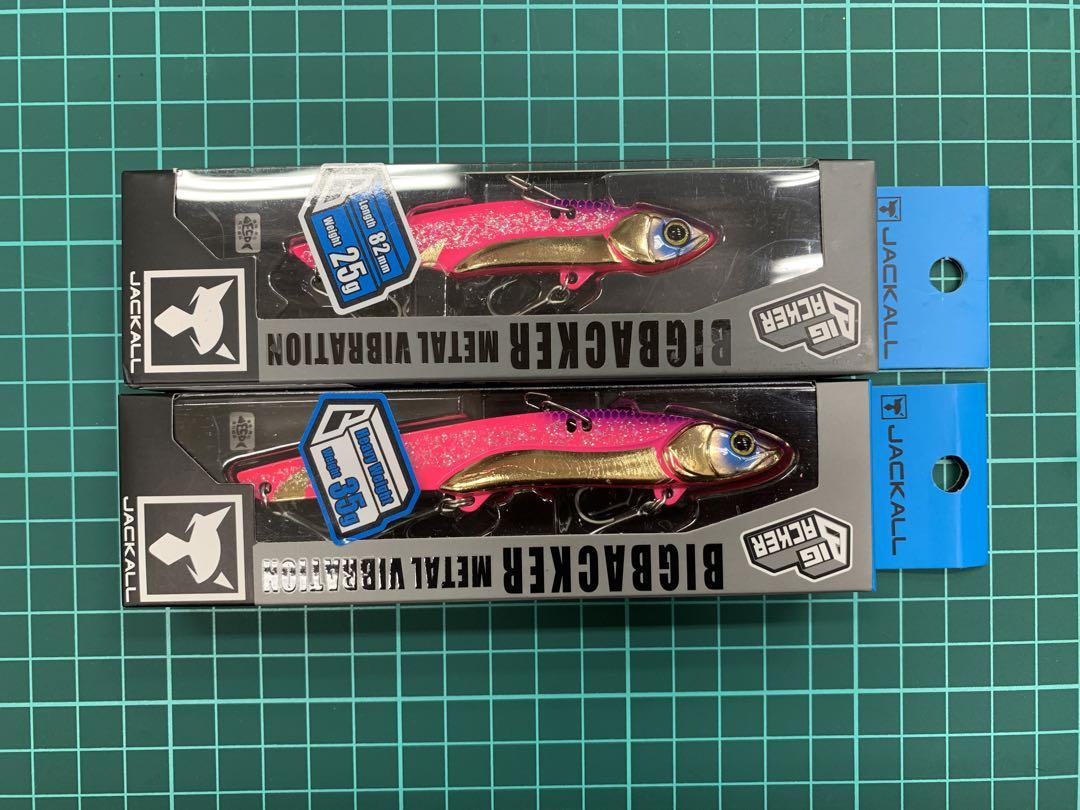 Length 82mm
Weight 25g
JACKALL
BIGBACKER METAL VIBRATION
BIG
BACKER
JACKALL
Heavy Weight
Weight 35g
JACKALL
BIGBACKER METAL VIBRATION
BIG
BACKER
JACKALL